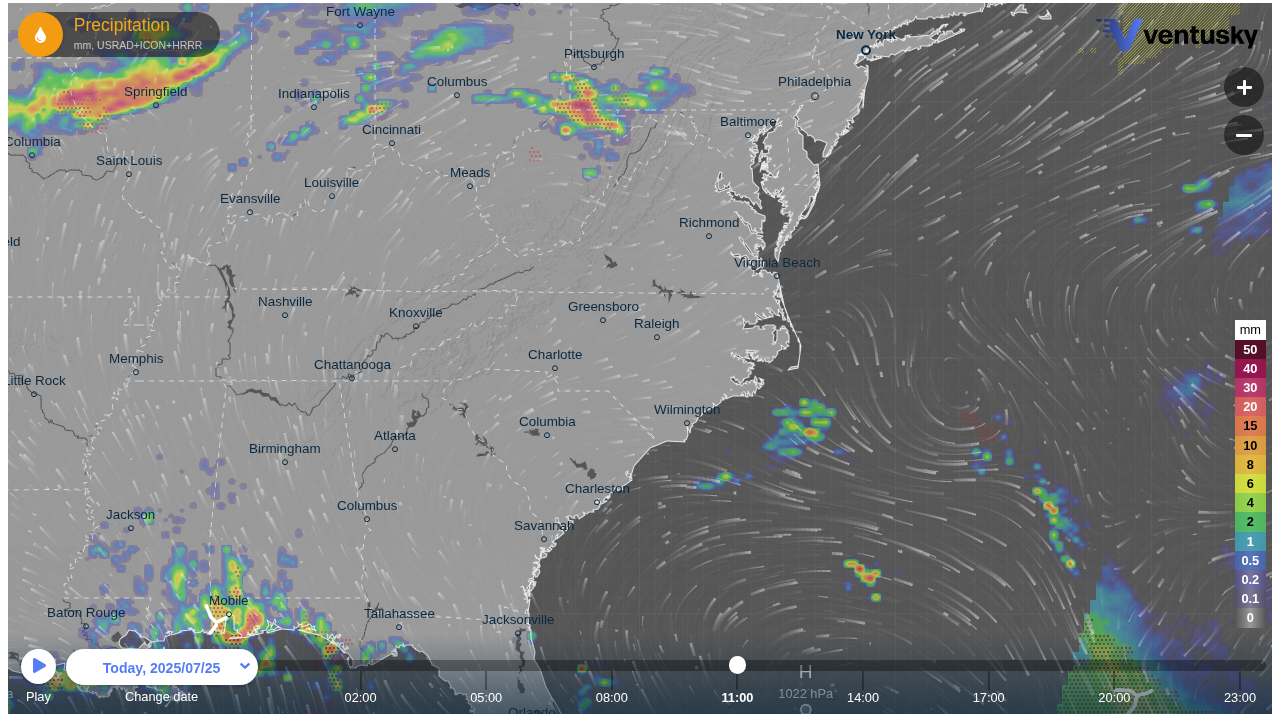 Precipitation
mm, USRAD+ICON+HRRR
Fort Wayne
New York
ventusky
Pittsburgh
Springfield
Indianapolis
Columbus
Philadelphia
+
Cincinnati
Baltimore
−
Columbia
Saint Louis
Meads
Louisville
Evansville
Richmond
eld
Virginia Beach
Nashville
Knoxville
Greensboro
Raleigh
mm
50
40
30
20
15
10
8
6
4
2
1
0.5
0.2
0.1
0
Memphis
Chattanooga
Charlotte
Little Rock
Wilmington
Columbia
Atlanta
Birmingham
Charleston
Columbus
Jackson
Savannah
Mobile
Baton Rouge
Tallahassee
Jacksonville
Today, 2025/07/25
H
1022 hPa
Play
Change date
02:00
05:00
08:00
11:00
14:00
17:00
20:00
23:00
Orlando